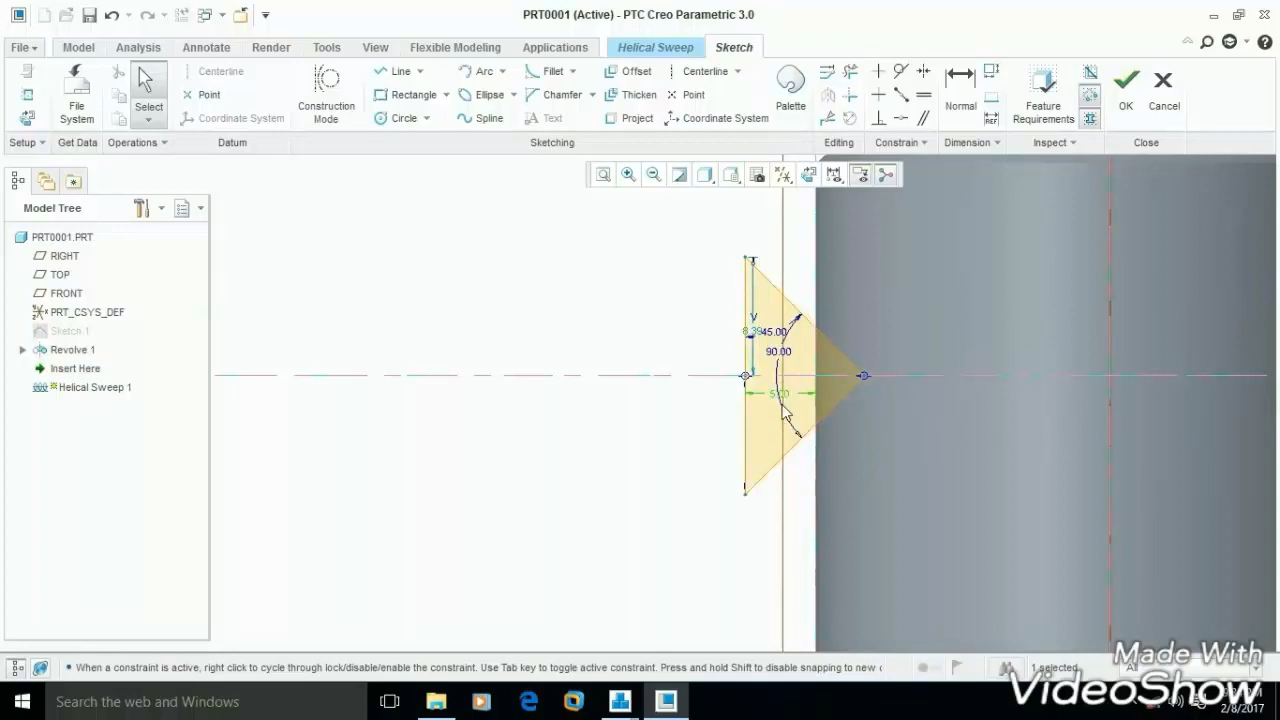 PRT0001 (Active) - PTC Creo Parametric 3.0
File Model Analysis Annotate Render Tools View Flexible Modeling Applications Helical Sweep Sketch
File System
Select
Centerline
Point
Coordinate System
Construction Mode
Line Arc Fillet Offset Centerline
Rectangle Ellipse Chamfer Thicken Point
Circle Spline Text Project Coordinate System
Palette
Normal
REF
Feature Requirements
OK Cancel
Setup Get Data Operations Datum Sketching Editing Constrain Dimension Inspect Close
Model Tree
PRT0001.PRT
RIGHT
TOP
FRONT
PRT_CSYS_DEF
Sketch 1
Revolve 1
Insert Here
Helical Sweep 1
V
45.00
90.00
When a constraint is active, right click to cycle through lock/disable/enable the constraint. Use Tab key to toggle active constraint. Press and hold Shift to disable snapping to new
1 selected
Made With
VideoShow
Search the web and Windows
2/8/2017